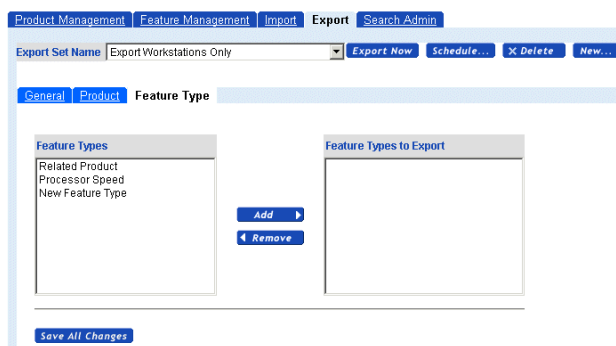 Product Management Feature Management Import Export Search Admin
Export Set Name Export Workstations Only Export Now Schedule... X Delete New...
General Product Feature Type
Feature Types Feature Types to Export
Related Product
Processor Speed
New Feature Type
Add
Remove
Save All Changes